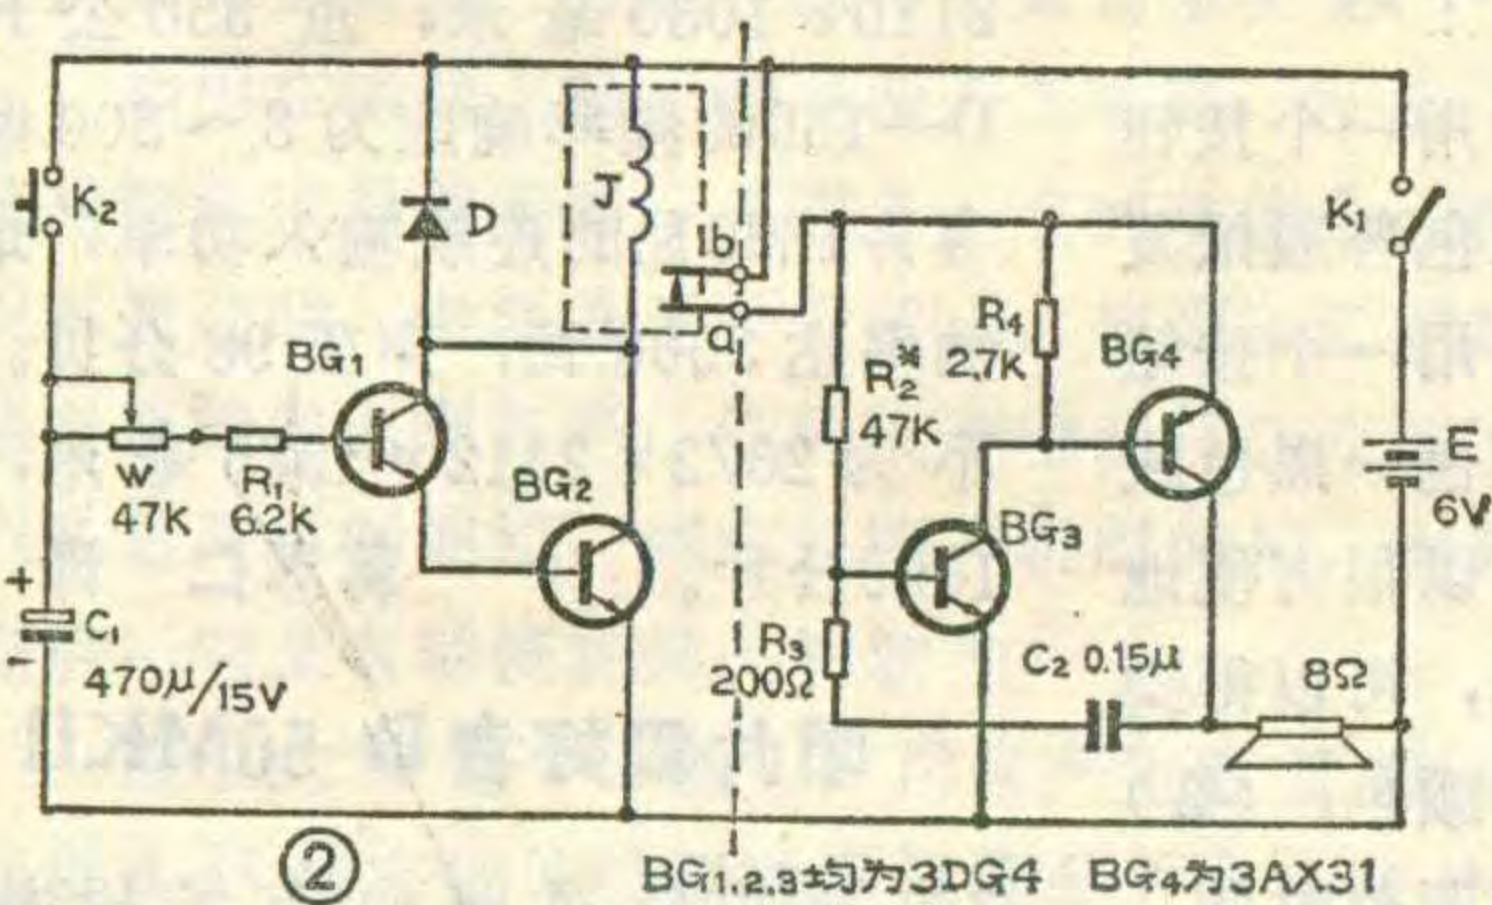 K₂
D
J
b
a
K₁
BG₁
R₂*
47K
R₄
2.7K
BG₄
W
47K
R₁
6.2K
BG₂
BG₃
E
6V
+
C₁
-
470μ/15V
R₃
200Ω
C₂ 0.15μ
8Ω
②
BG₁.₂.₃均为3DG4 BG₄为3AX31